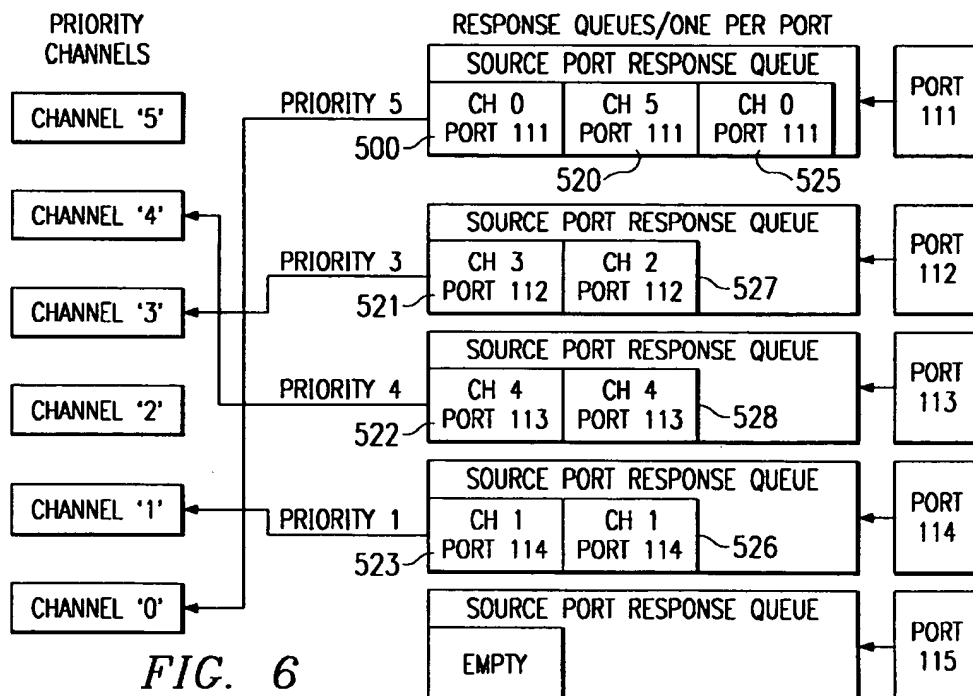 PRIORITY
CHANNELS
RESPONSE QUEUES/ONE PER PORT
CHANNEL '5'
CHANNEL '4'
CHANNEL '3'
CHANNEL '2'
CHANNEL '1'
CHANNEL '0'
SOURCE PORT RESPONSE QUEUE
PRIORITY 5
CH 0
PORT 111
CH 5
PORT 111
CH 0
PORT 111
500
520
525
PORT
111
SOURCE PORT RESPONSE QUEUE
PRIORITY 3
CH 3
PORT 112
CH 2
PORT 112
521
527
PORT
112
SOURCE PORT RESPONSE QUEUE
PRIORITY 4
CH 4
PORT 113
CH 4
PORT 113
522
528
PORT
113
SOURCE PORT RESPONSE QUEUE
PRIORITY 1
CH 1
PORT 114
CH 1
PORT 114
523
526
PORT
114
SOURCE PORT RESPONSE QUEUE
EMPTY
PORT
115
FIG. 6